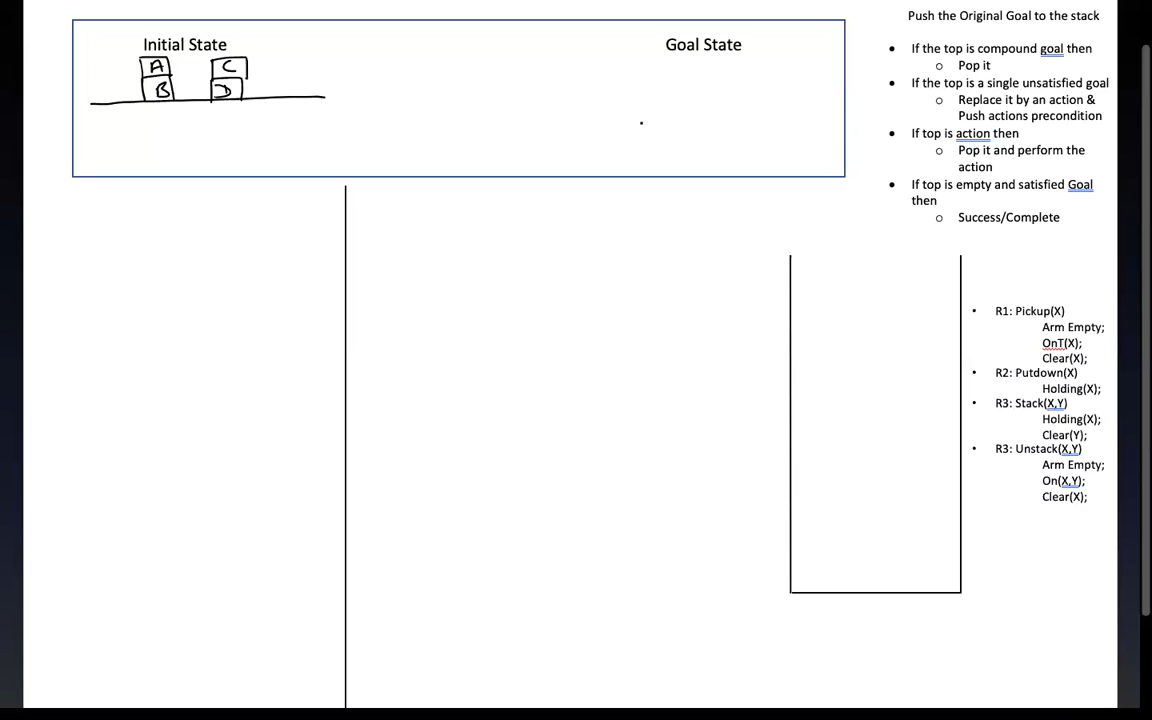 Initial State
Goal State
A
C
B
D
Push the Original Goal to the stack
• If the top is compound goal then
o Pop it
• If the top is a single unsatisfied goal
o Replace it by an action &
Push actions precondition
• If top is action then
o Pop it and perform the
action
• If top is empty and satisfied Goal
then
o Success/Complete
• R1: Pickup(X)
Arm Empty;
OnT(X);
Clear(X);
• R2: Putdown(X)
Holding(X);
• R3: Stack(X,Y)
Holding(X);
Clear(Y);
• R3: Unstack(X,Y)
Arm Empty;
On(X,Y);
Clear(X);